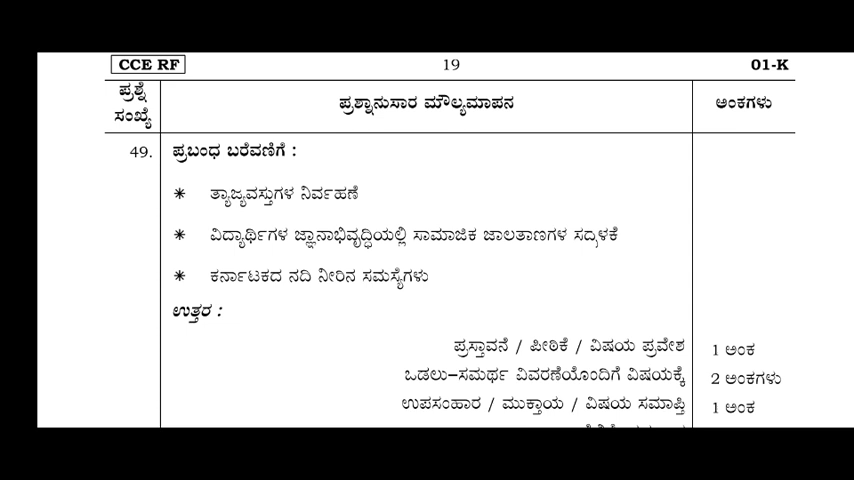 CCE RF 19 01-K
ಪ್ರಶ್ನೆ
ಸಂಖ್ಯೆ ಪ್ರಶ್ನಾನುಸಾರ ಮೌಲ್ಯಮಾಪನ ಅಂಕಗಳು
49. ಪ್ರಬಂಧ ಬರೆವಣಿಗೆ :
* ತ್ಯಾಜ್ಯವಸ್ತುಗಳ ನಿರ್ವಹಣೆ
* ವಿದ್ಯಾರ್ಥಿಗಳ ಜ್ಞಾನಾಭಿವೃದ್ಧಿಯಲ್ಲಿ ಸಾಮಾಜಿಕ ಜಾಲತಾಣಗಳ ಸದ್ಬಳಕೆ
* ಕರ್ನಾಟಕದ ನದಿ ನೀರಿನ ಸಮಸ್ಯೆಗಳು
ಉತ್ತರ :
ಪ್ರಸ್ತಾವನೆ / ಪೀಠಿಕೆ / ವಿಷಯ ಪ್ರವೇಶ 1 ಅಂಕ
ಒಡಲು–ಸಮರ್ಥ ವಿವರಣೆಯೊಂದಿಗೆ ವಿಷಯಕ್ಕೆ 2 ಅಂಕಗಳು
ಉಪಸಂಹಾರ / ಮುಕ್ತಾಯ / ವಿಷಯ ಸಮಾಪ್ತಿ 1 ಅಂಕ